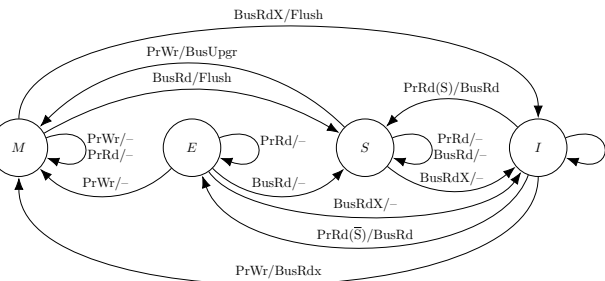 BusRdX/Flush
PrWr/BusUpgr
BusRd/Flush
PrRd(S)/BusRd
M
PrWr/–
PrRd/–
E
PrRd/–
S
PrRd/–
BusRd/–
I
PrWr/–
BusRd/–
BusRdX/–
BusRdX/–
PrRd(S̅)/BusRd
PrWr/BusRdx